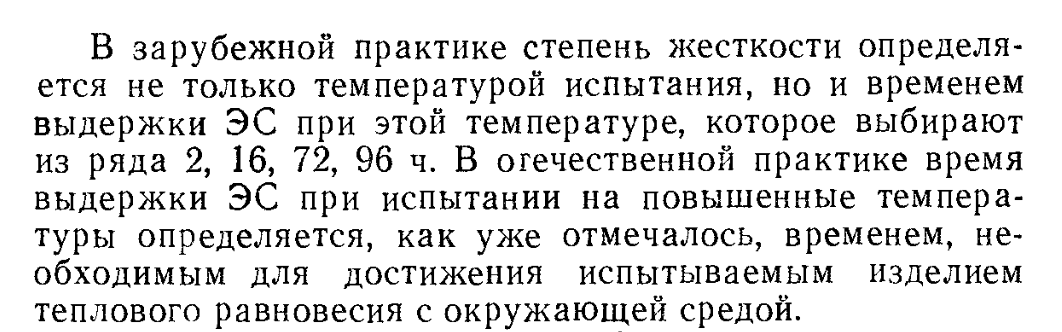 В зарубежной практике степень жесткости определя-
ется не только температурой испытания, но и временем
выдержки ЭС при этой температуре, которое выбирают
из ряда 2, 16, 72, 96 ч. В отечественной практике время
выдержки ЭС при испытании на повышенные темпера-
туры определяется, как уже отмечалось, временем, не-
обходимым для достижения испытываемым изделием
теплового равновесия с окружающей средой.